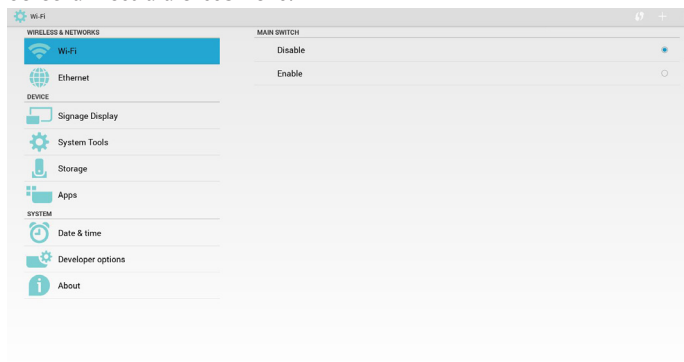 Wi-Fi
WIRELESS & NETWORKS
Wi-Fi
Ethernet
DEVICE
Signage Display
System Tools
Storage
Apps
SYSTEM
Date & time
Developer options
About
MAIN SWITCH
Disable
Enable